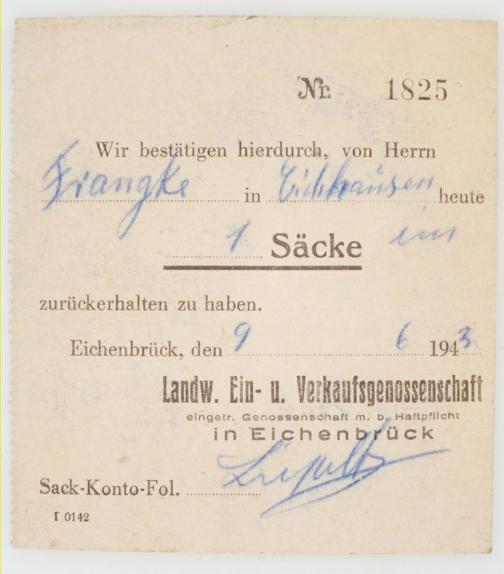 Nr. 1825
Wir bestätigen hierdurch, von Herrn
Frangke in Eichhausen heute
1 Säcke
zurückerhalten zu haben.
Eichenbrück, den 9 6 1943
Landw. Ein- u. Verkaufsgenossenschaft
eingetr. Genossenschaft m. b. Haftpflicht
in Eichenbrück
Sack-Konto-Fol.
I 0142